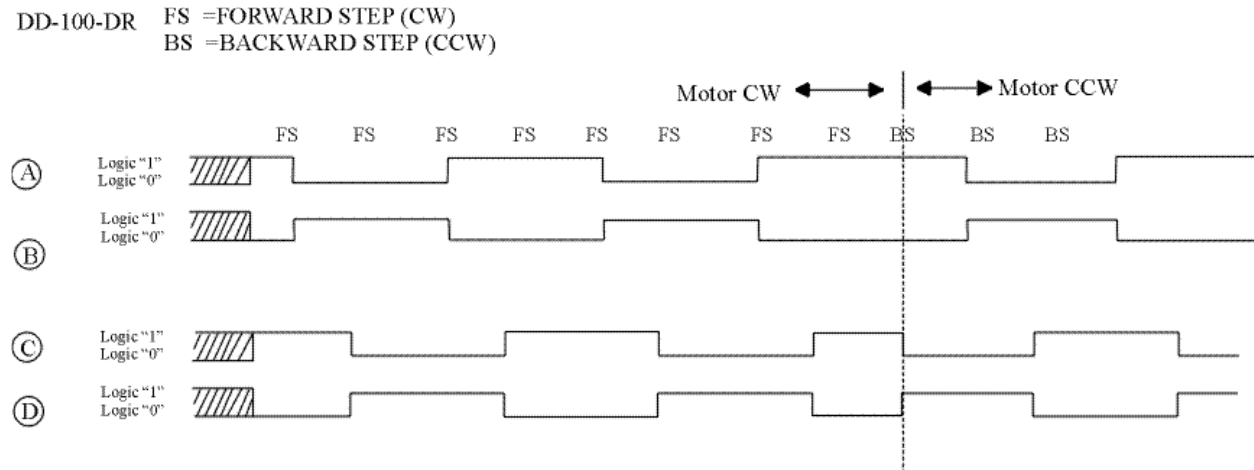 DD-100-DR FS =FORWARD STEP (CW)
BS =BACKWARD STEP (CCW)
Motor CW Motor CCW
FS FS FS FS FS FS FS FS BS BS BS
A Logic “1”
Logic “0”
Logic “1”
B Logic “0”
C Logic “1”
Logic “0”
D Logic “1”
Logic “0”